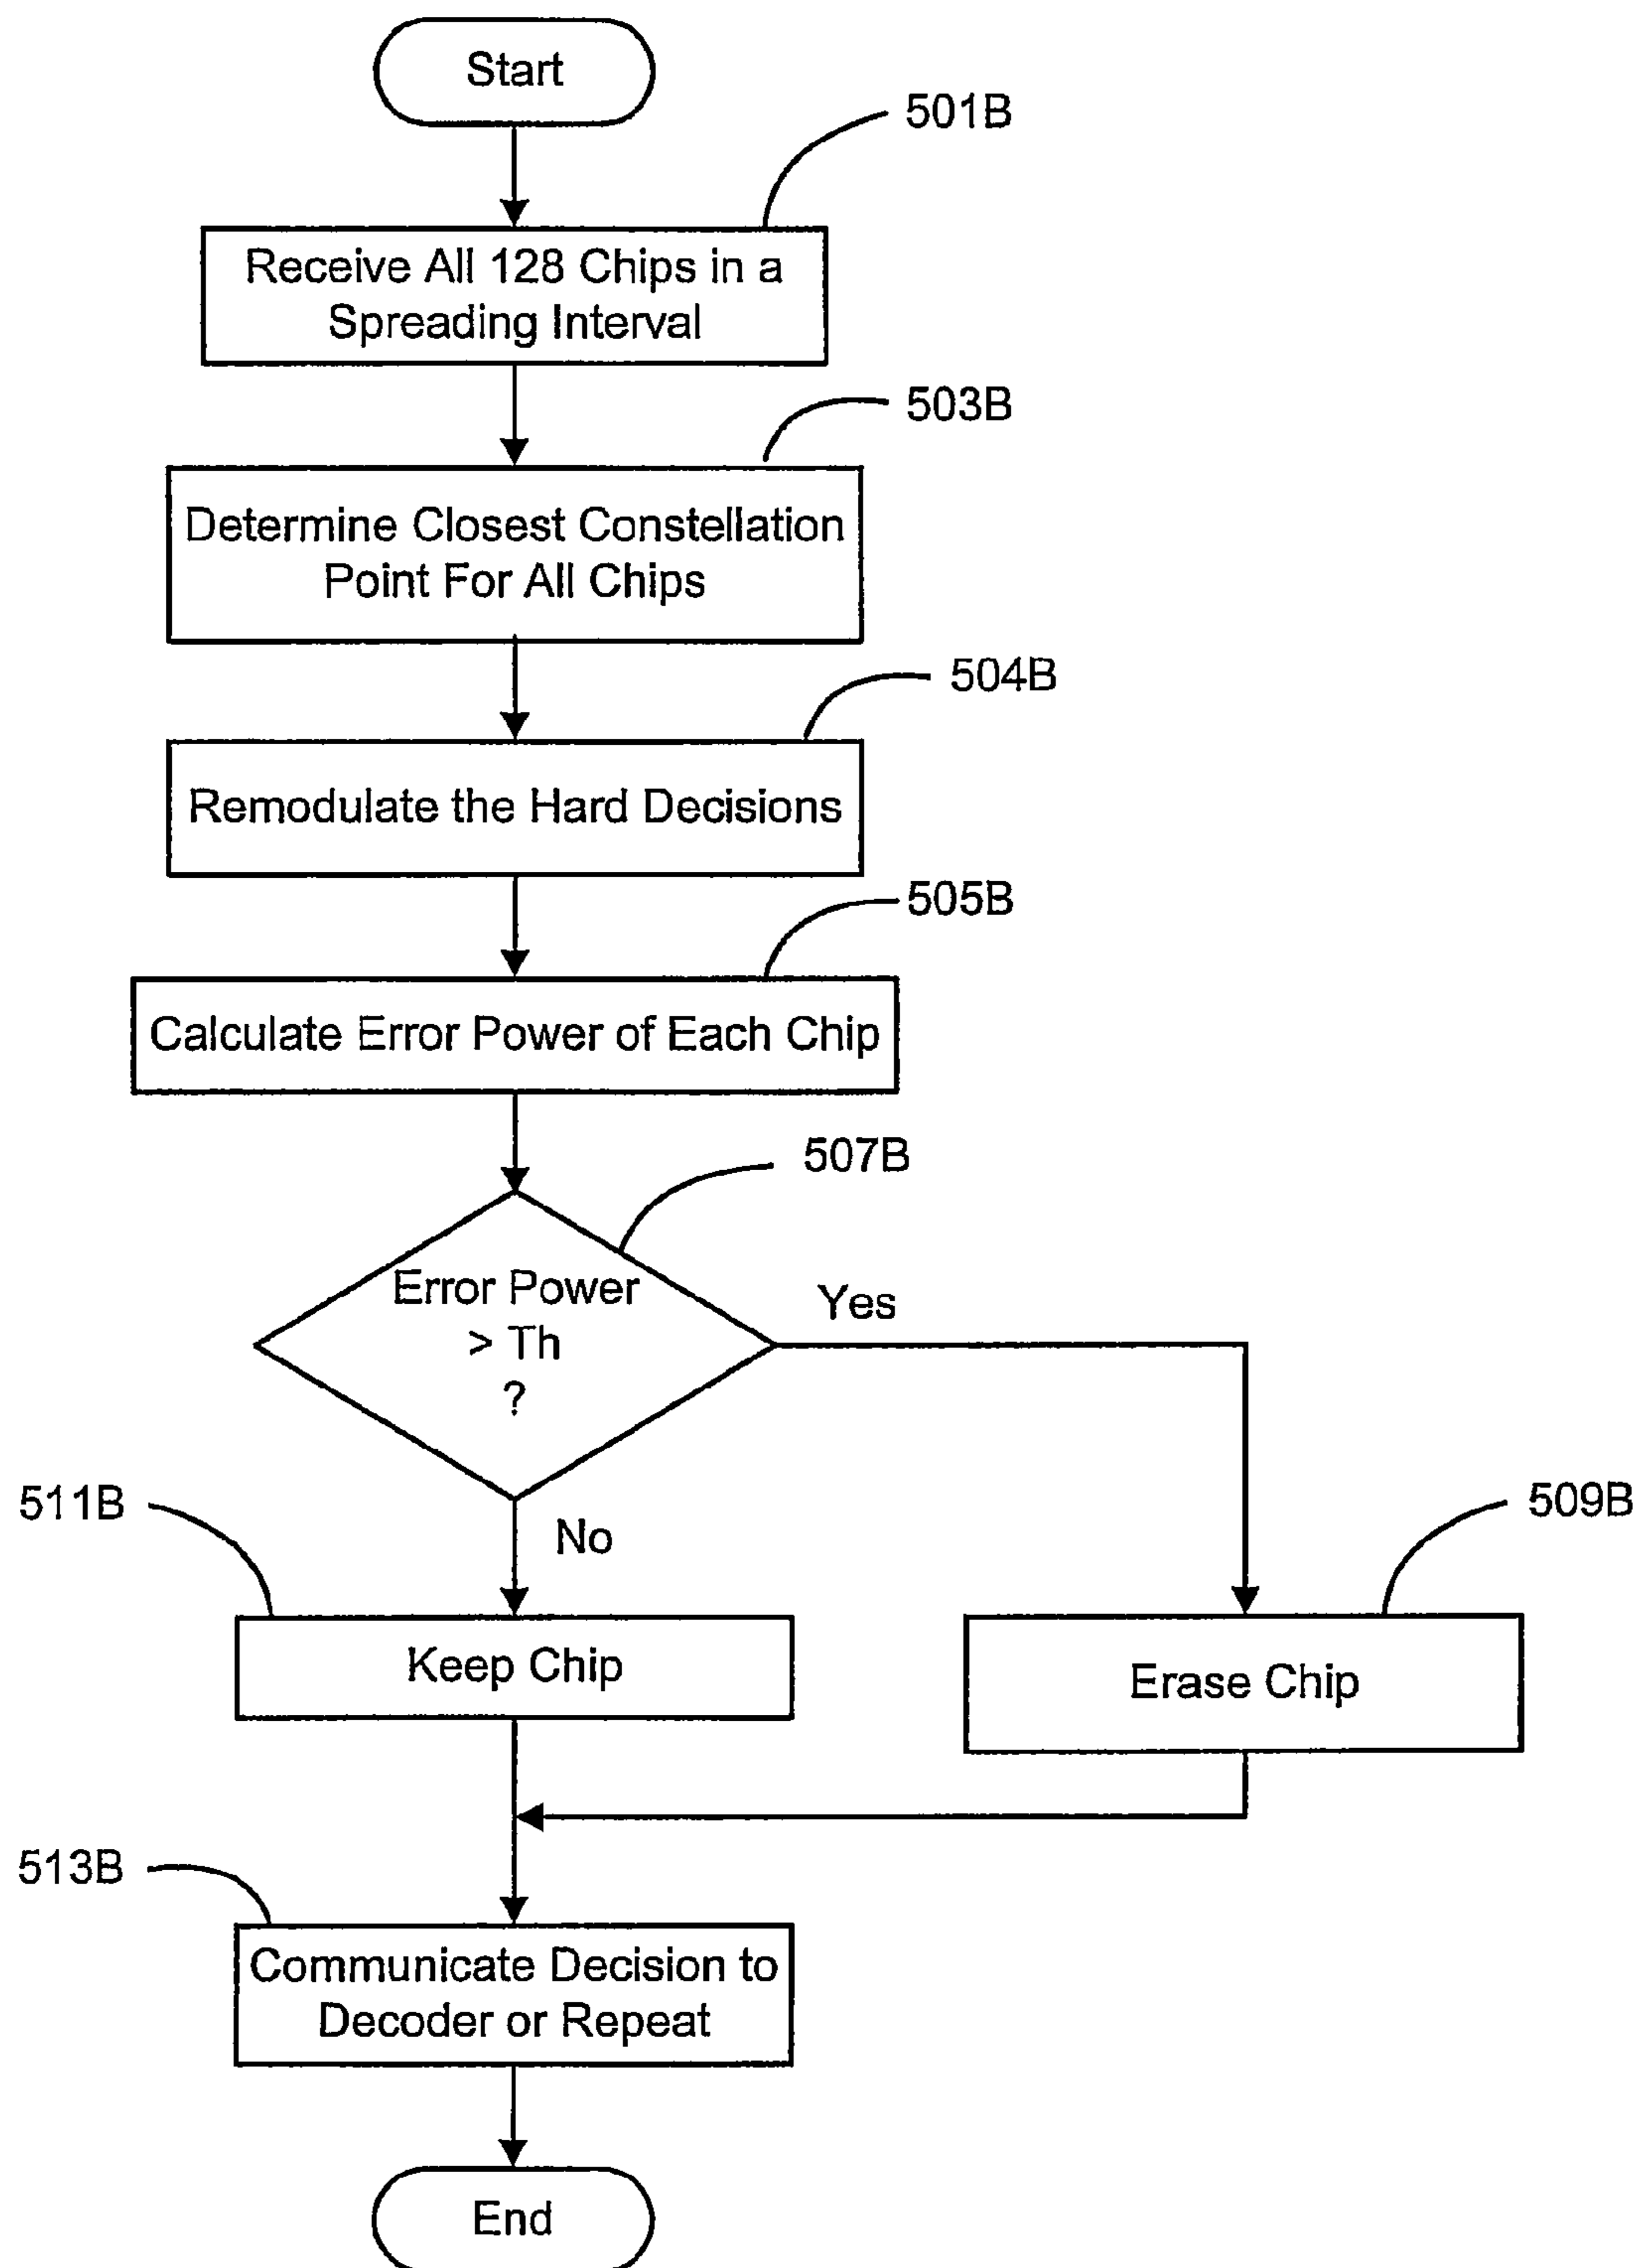 Start
501B
Receive All 128 Chips in a
Spreading Interval
503B
Determine Closest Constellation
Point For All Chips
504B
Remodulate the Hard Decisions
505B
Calculate Error Power of Each Chip
507B
Error Power
> Th
?
Yes
No
511B
509B
Keep Chip
Erase Chip
513B
Communicate Decision to
Decoder or Repeat
End